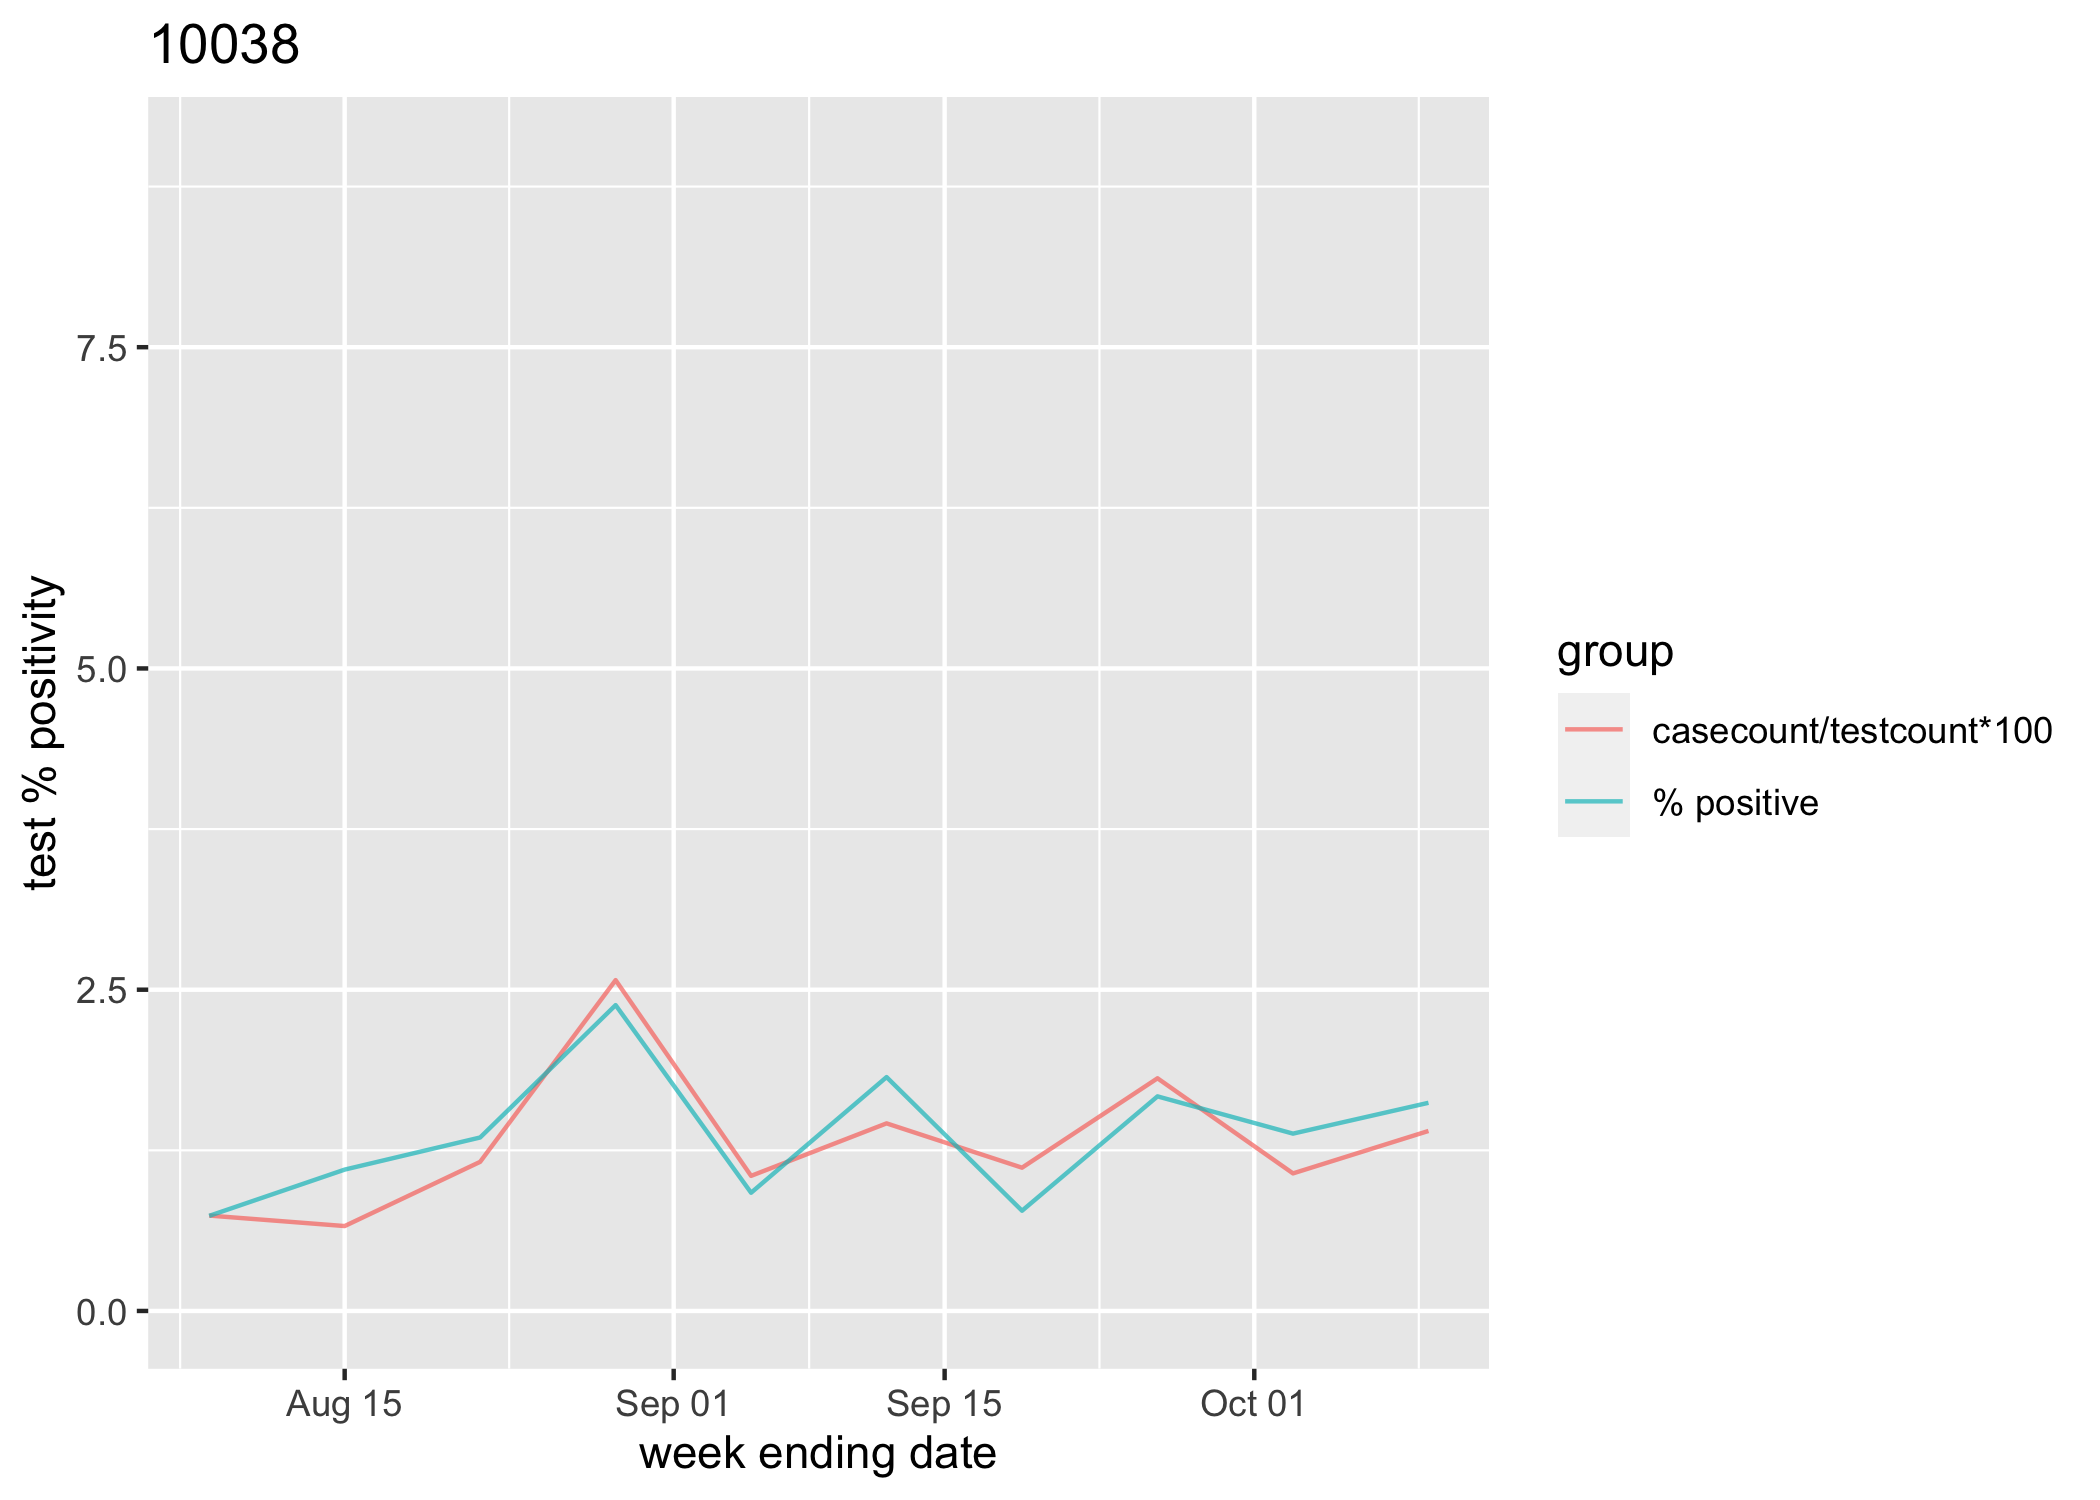 10038
test % positivity
7.5
5.0
2.5
0.0
Aug 15
Sep 01
Sep 15
Oct 01
week ending date
group
casecount/testcount*100
% positive